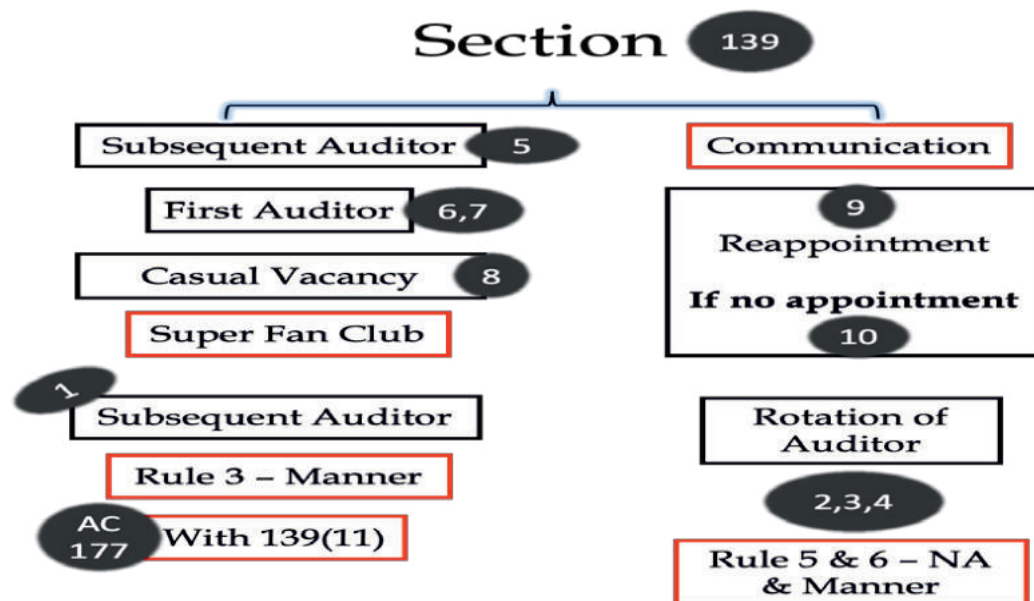 Section 139
Subsequent Auditor 5
First Auditor 6,7
Casual Vacancy 8
Super Fan Club
1
Subsequent Auditor
Rule 3 – Manner
AC
177
With 139(11)
Communication
9
Reappointment
If no appointment
10
Rotation of
Auditor
2,3,4
Rule 5 & 6 – NA
& Manner